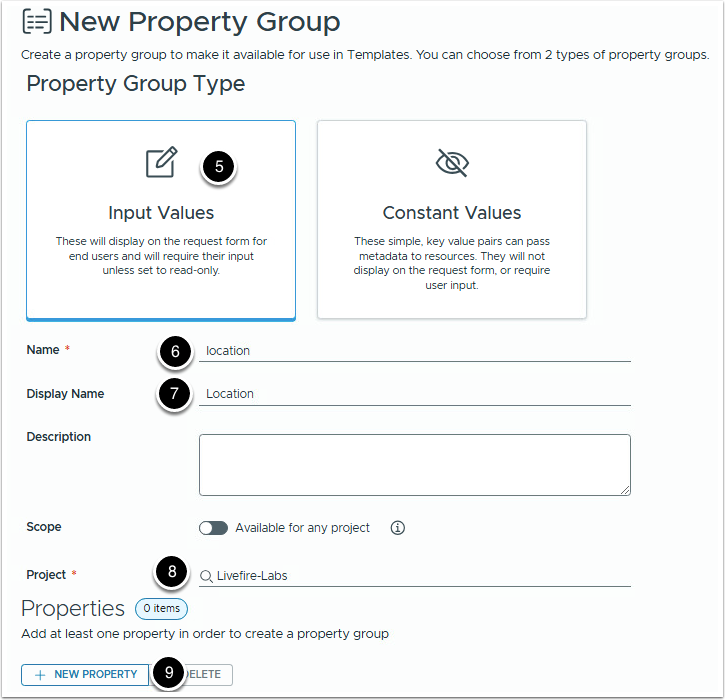 New Property Group
Create a property group to make it available for use in Templates. You can choose from 2 types of property groups.
Property Group Type
5
Input Values
These will display on the request form for
end users and will require their input
unless set to read-only.
Constant Values
These simple, key value pairs can pass
metadata to resources. They will not
display on the request form, or require
user input.
Name * 6 location
Display Name 7 Location
Description
Scope Available for any project
Project * 8 Livefire-Labs
Properties 0 items
Add at least one property in order to create a property group
+ NEW PROPERTY 9 ELETE